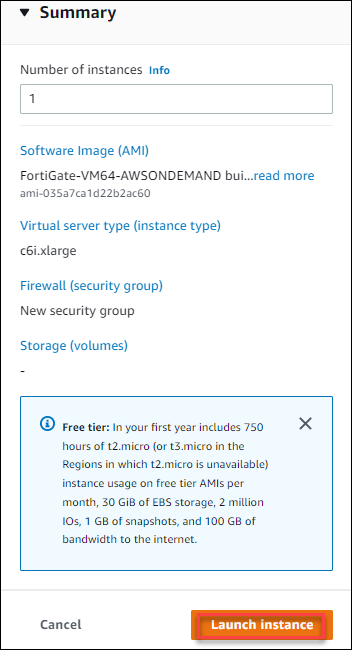 Summary
Number of instances Info
1
Software Image (AMI)
FortiGate-VM64-AWSONDEMAND bui...read more
ami-035a7ca1d22b2ac60
Virtual server type (instance type)
c6i.xlarge
Firewall (security group)
New security group
Storage (volumes)
-
Free tier: In your first year includes 750
hours of t2.micro (or t3.micro in the
Regions in which t2.micro is unavailable)
instance usage on free tier AMIs per
month, 30 GiB of EBS storage, 2 million
IOs, 1 GB of snapshots, and 100 GB of
bandwidth to the internet.
Cancel
Launch instance